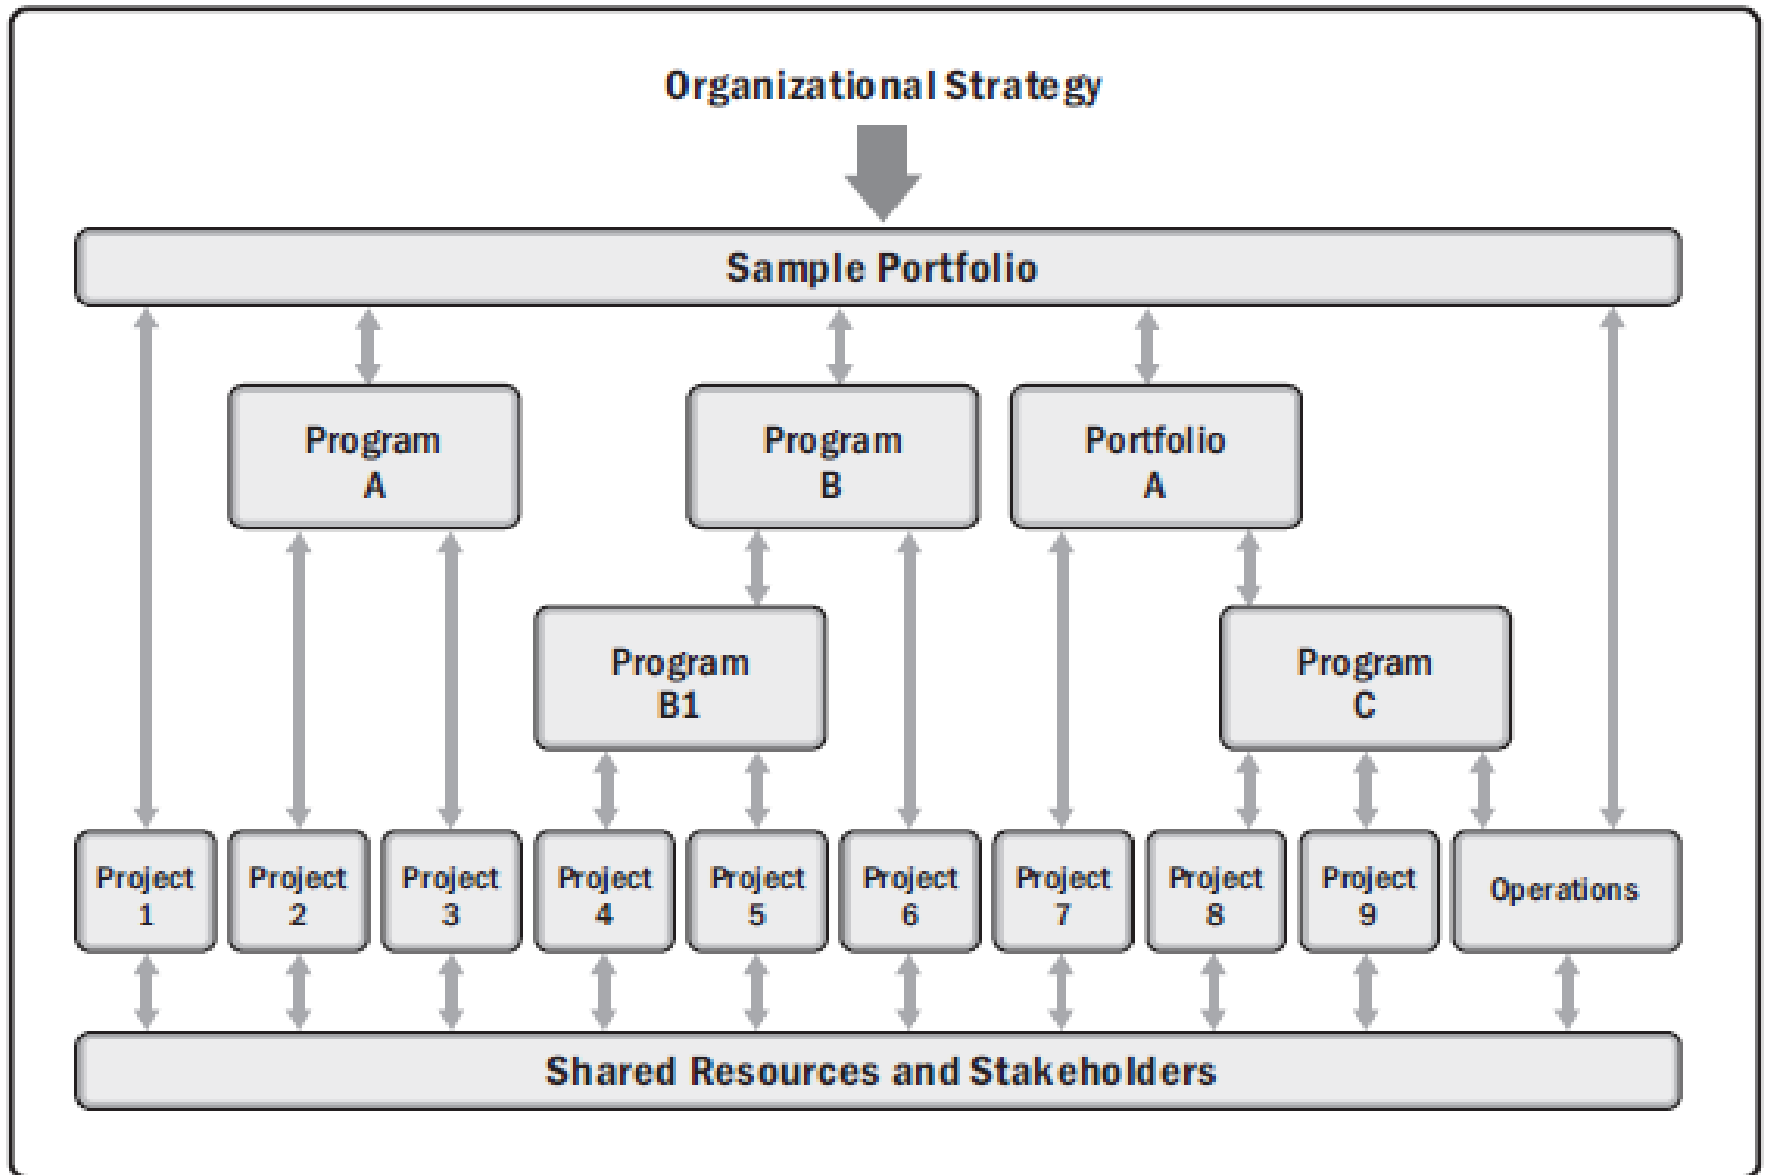 Organizational Strategy
Sample Portfolio
Program
A
Program
B
Portfolio
A
Program
B1
Program
C
Project
1
Project
2
Project
3
Project
4
Project
5
Project
6
Project
7
Project
8
Project
9
Operations
Shared Resources and Stakeholders